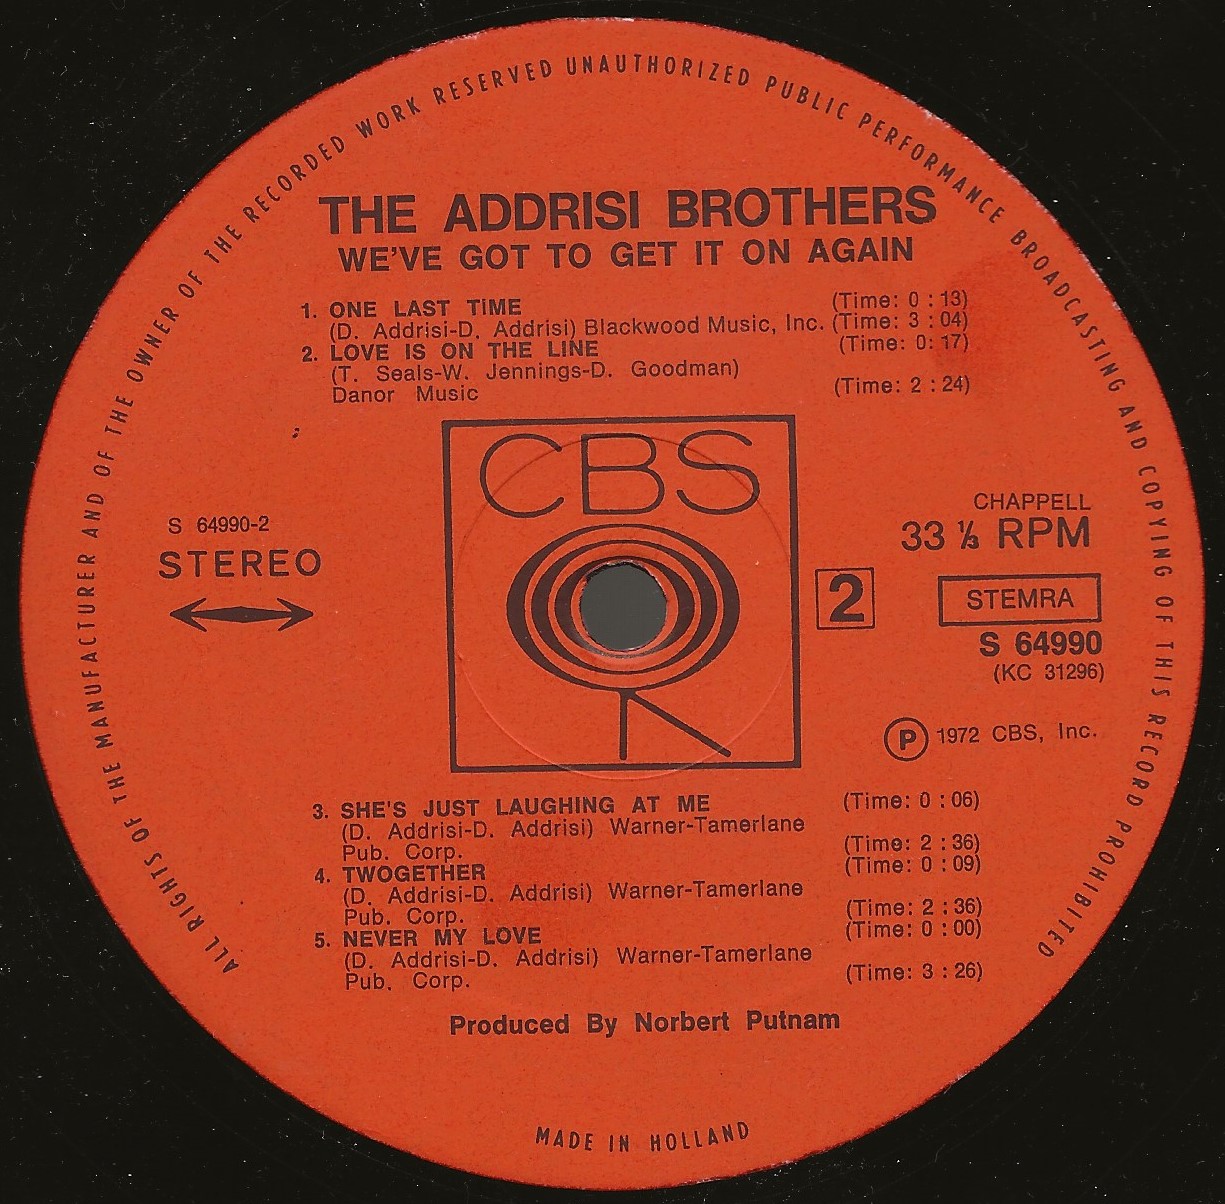 ALL RIGHTS OF THE MANUFACTURER AND OF THE OWNER OF THE RECORDED WORK RESERVED UNAUTHORIZED PUBLIC PERFORMANCE BROADCASTING AND COPYING OF THIS RECORD PROHIBITED
THE ADDRISI BROTHERS
WE'VE GOT TO GET IT ON AGAIN
1. ONE LAST TIME (Time: 0 : 13)
(D. Addrisi-D. Addrisi) Blackwood Music, Inc. (Time: 3 : 04)
2. LOVE IS ON THE LINE (Time: 0: 17)
(T. Seals-W. Jennings-D. Goodman)
Danor Music (Time: 2 : 24)
CBS
S 64990-2
STEREO
2
CHAPPELL
33 ⅓ RPM
STEMRA
S 64990
(KC 31296)
℗ 1972 CBS, Inc.
3. SHE'S JUST LAUGHING AT ME (Time: 0 : 06)
(D. Addrisi-D. Addrisi) Warner-Tamerlane
Pub. Corp. (Time: 2 : 36)
4. TWOGETHER (Time: 0 : 09)
(D. Addrisi-D. Addrisi) Warner-Tamerlane
Pub. Corp. (Time: 2 : 36)
5. NEVER MY LOVE (Time: 0 : 00)
(D. Addrisi-D. Addrisi) Warner-Tamerlane
Pub. Corp. (Time: 3 : 26)
Produced By Norbert Putnam
MADE IN HOLLAND